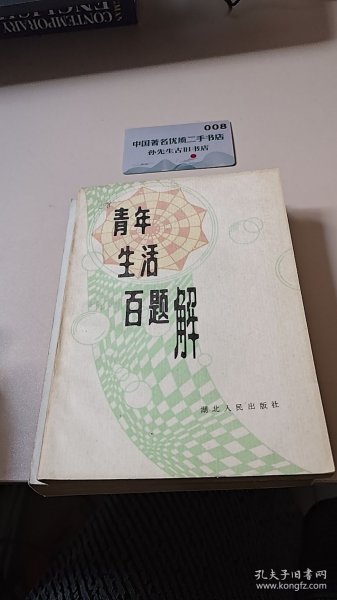 CONTEMPORARY
ENGLISH
008
中国著名优质二手书店
孙先生古旧书店
青年
生活
百题解
湖北人民出版社
孔夫子旧书网
www.kongfz.com